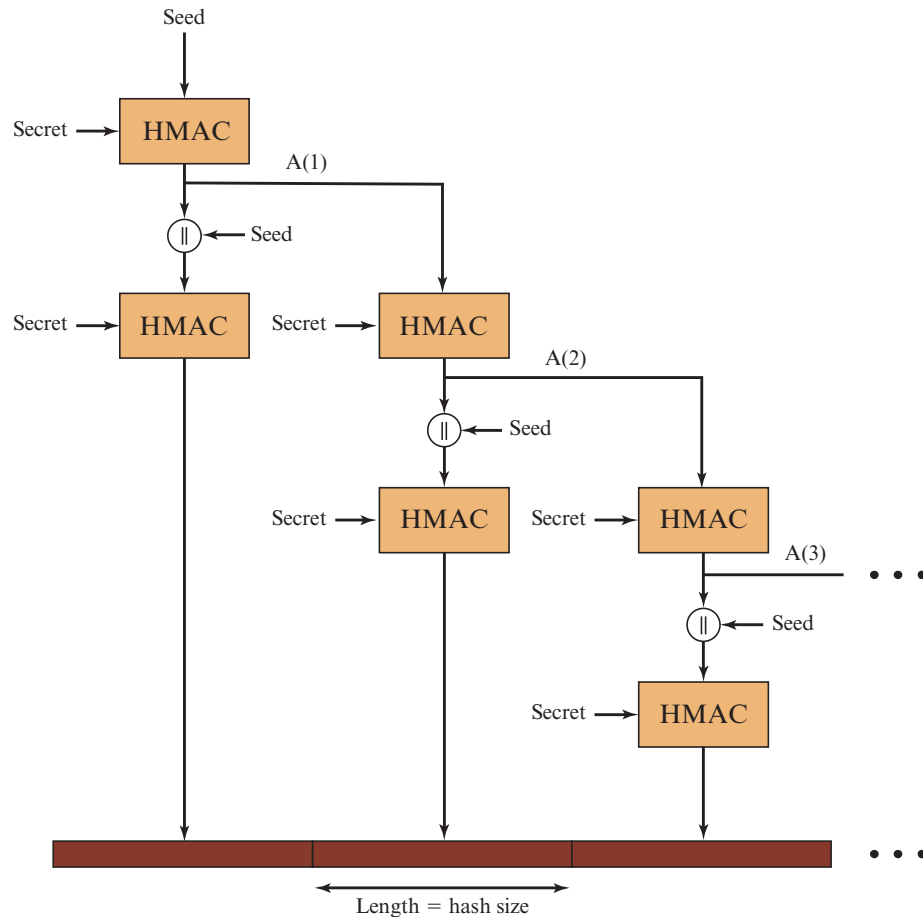 Seed
Secret
HMAC
A(1)
||
Seed
Secret
HMAC
Secret
HMAC
A(2)
||
Seed
Secret
HMAC
Secret
HMAC
A(3)
• • •
||
Seed
Secret
HMAC
• • •
Length = hash size